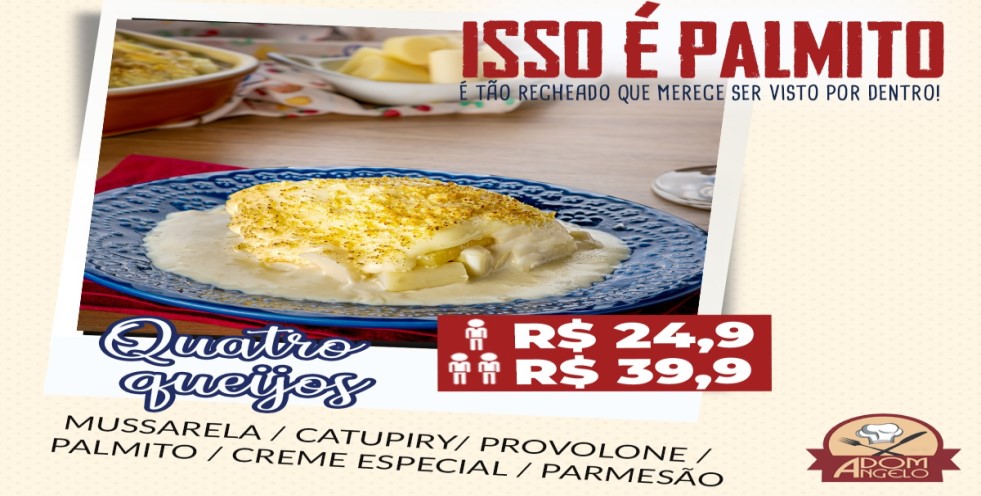 ISSO É PALMITO
É TÃO RECHEADO QUE MERECE SER VISTO POR DENTRO!
Quatro
queijos
R$ 24,9
R$ 39,9
MUSSARELA / CATUPIRY/ PROVOLONE /
PALMITO / CREME ESPECIAL / PARMESÃO
DOM
ANGELO